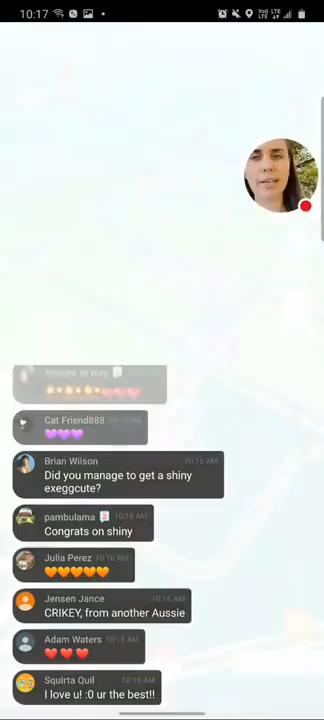 10:17
Cat Friend888
💜💜💜
Brian Wilson 10:16 AM
Did you manage to get a shiny
exeggcute?
pambulama 10:16 AM
Congrats on shiny
Julia Perez 10:16 AM
🧡🧡🧡🧡🧡
Jensen Jance 10:16 AM
CRIKEY, from another Aussie
Adam Waters 10:16 AM
❤️❤️❤️
Squirta Quil 10:16 AM
I love u! :0 ur the best!!